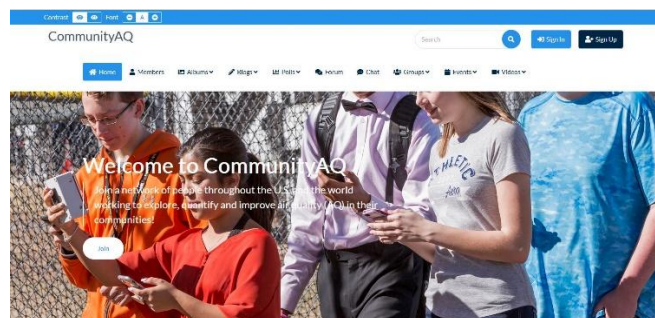 Contrast Font A
CommunityAQ
Search
Sign In
Sign Up
Home Members Albums Blogs Polls Forum Chat Groups Events Videos
ATHLETIC
Aero
Welcome to CommunityAQ
Join a network of people throughout the U.S. and the world
working to explore, quantify and improve air quality (AQ) in their
communities!
Join